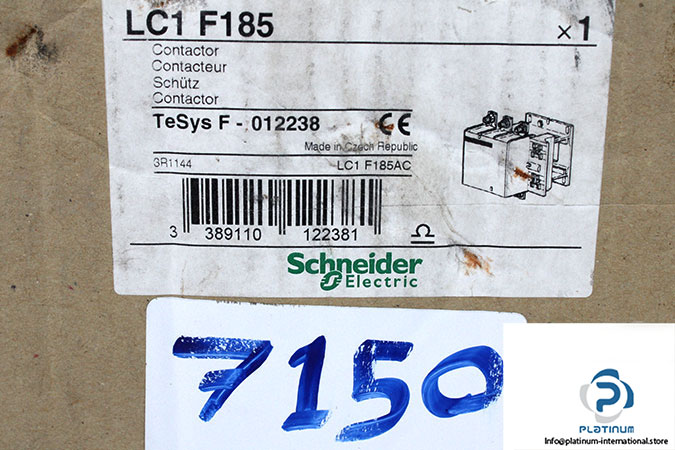 LC1 F185 x1
Contactor
Contacteur
Schütz
Contactor
TeSys F - 012238 CE
Made in Czech Republic
3R1144 LC1 F185AC
3 389110 122381
Schneider
Electric
7150
PLATINUM
Info@platinum-international.store